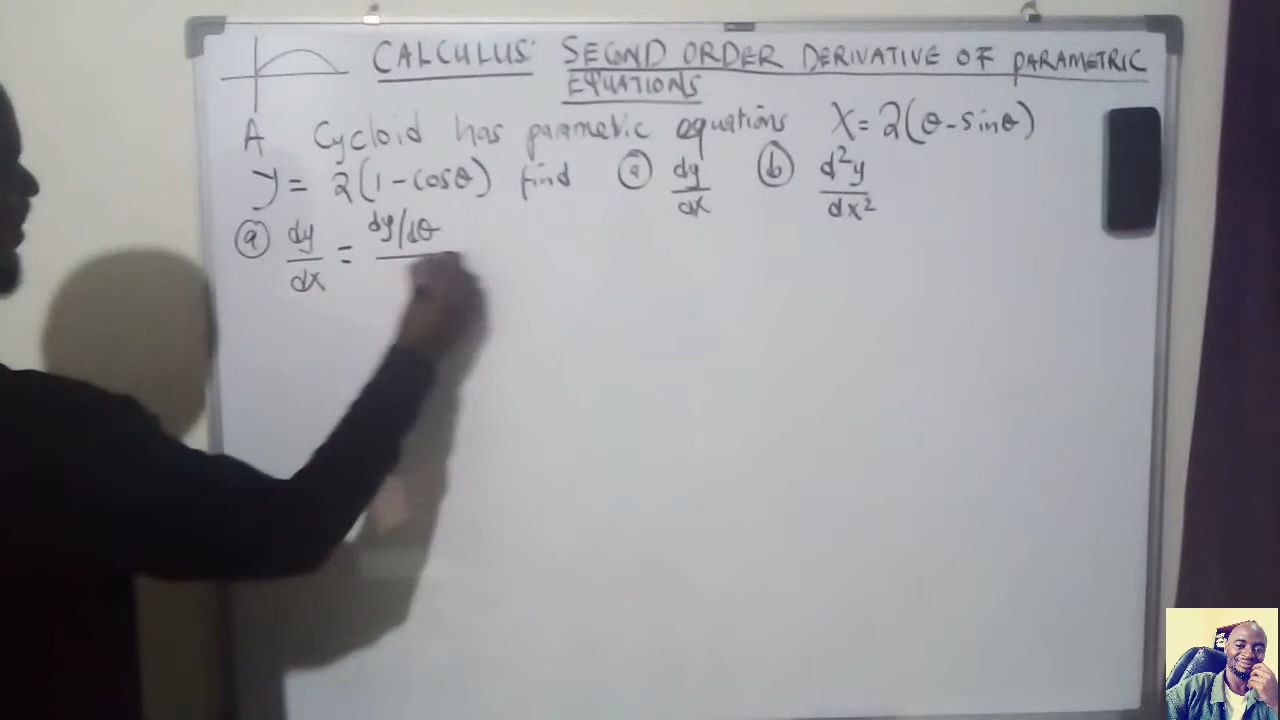 CALCULUS: SECOND ORDER DERIVATIVE OF PARAMETRIC
EQUATIONS
A Cycloid has parametic equations X = 2(θ - sinθ)
y = 2(1 - cosθ) find ⓐ dy/dx ⓑ d²y/dx²
ⓐ dy/dx = dy/dθ